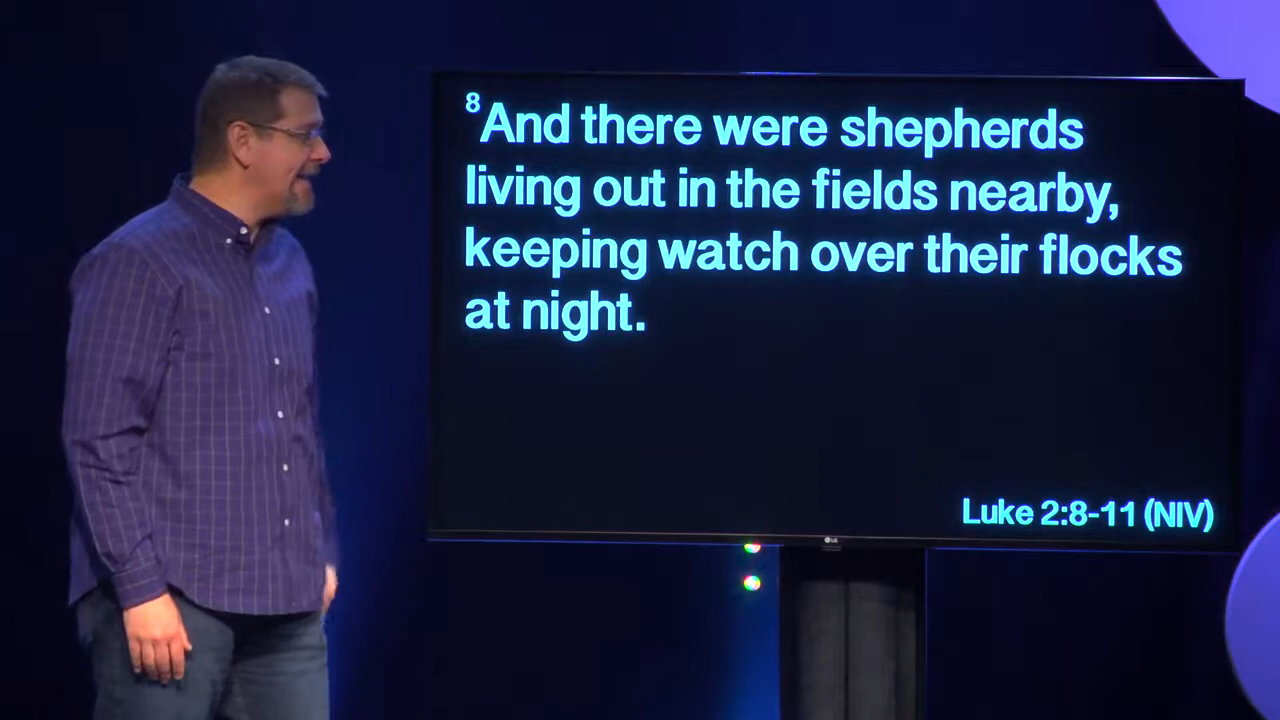 8And there were shepherds
living out in the fields nearby,
keeping watch over their flocks
at night.
Luke 2:8-11 (NIV)
LG